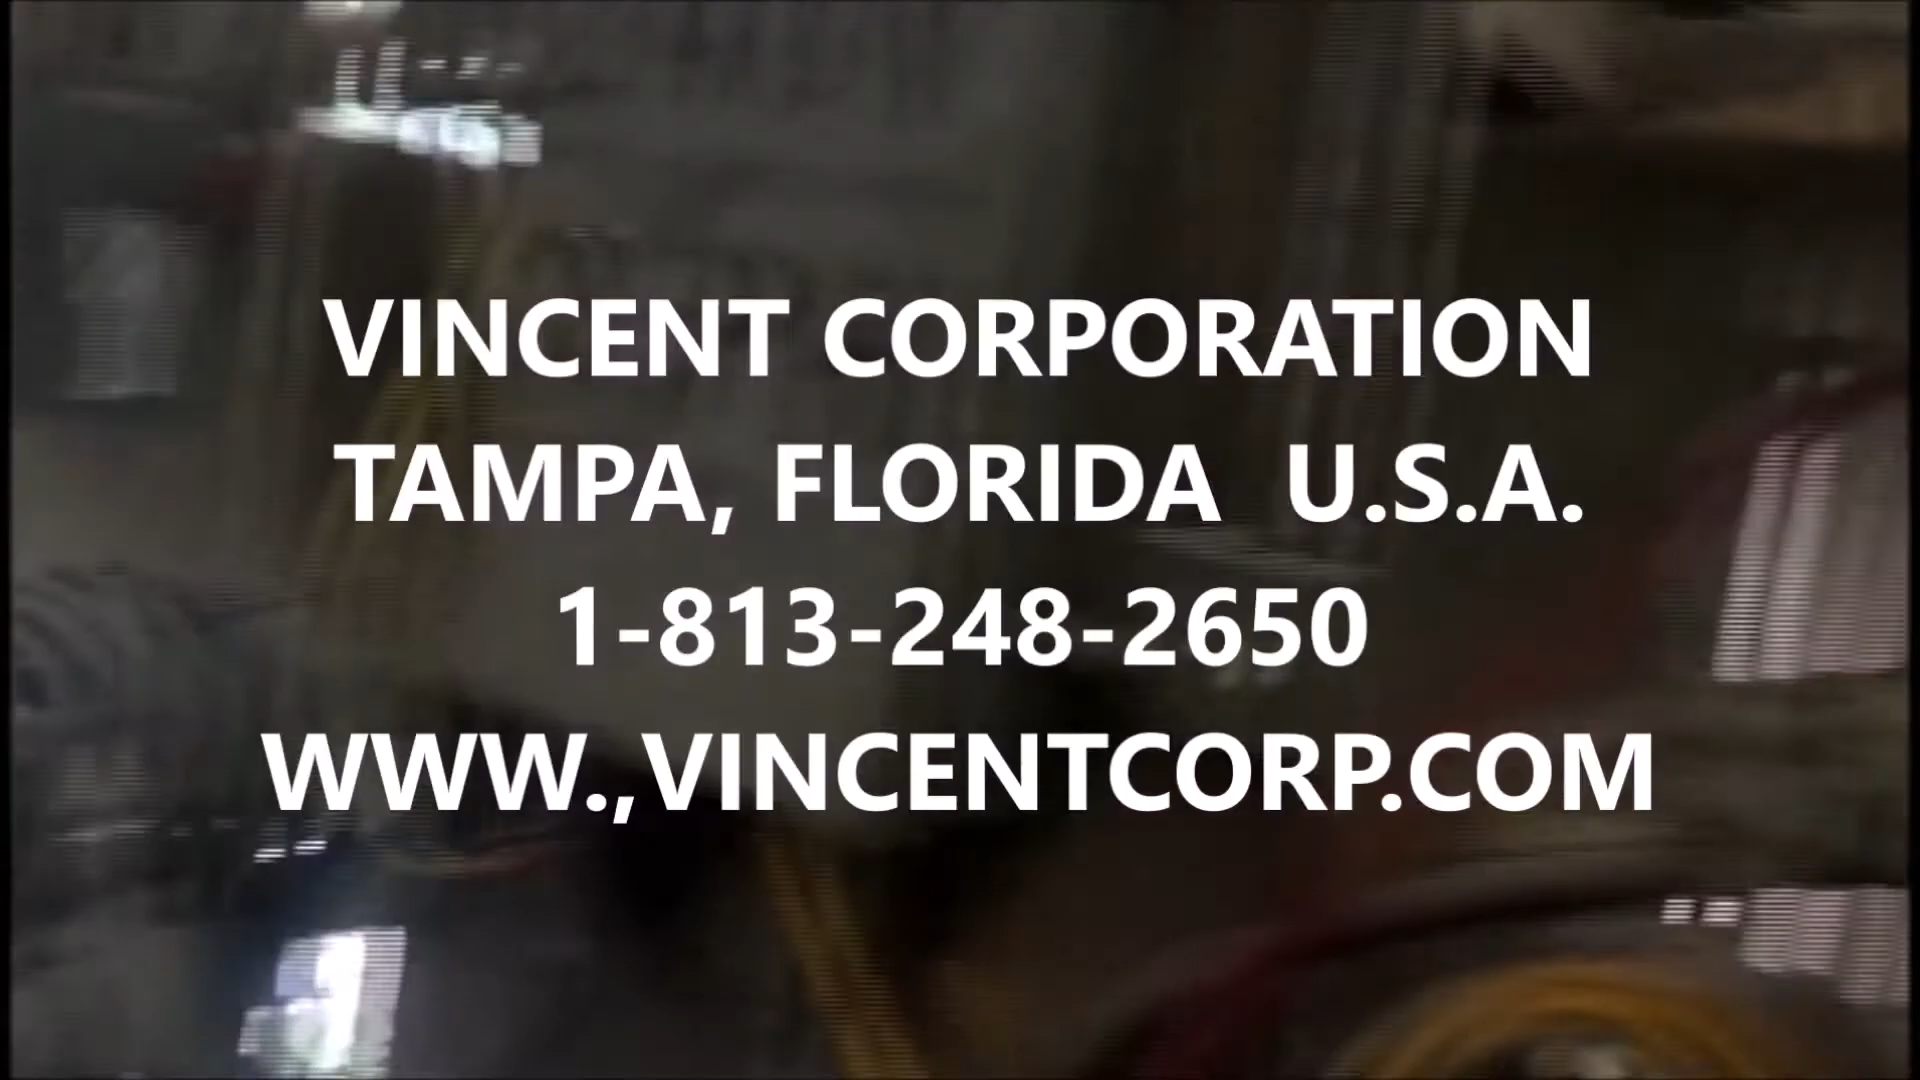 VINCENT CORPORATION
TAMPA, FLORIDA  U.S.A.
1-813-248-2650
WWW.,VINCENTCORP.COM